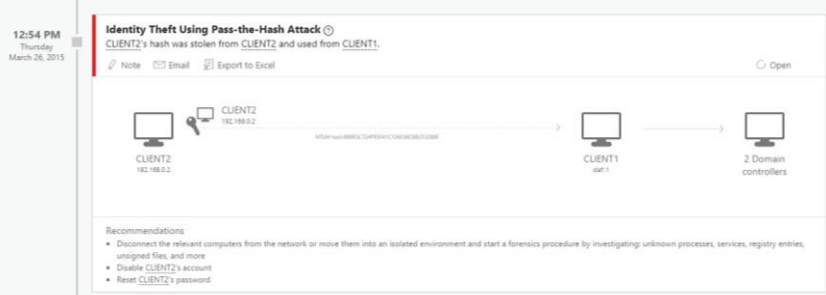 12:54 PM
Thursday
March 26, 2015
Identity Theft Using Pass-the-Hash Attack ?
CLIENT2's hash was stolen from CLIENT2 and used from CLIENT1.
Note Email Export to Excel Open
CLIENT2
192.168.0.2
CLIENT2
192.168.0.2
CLIENT1
2 Domain
controllers
Recommendations
• Disconnect the relevant computers from the network or move them into an isolated environment and start a forensics procedure by investigating: unknown processes, services, registry entries,
unsigned files, and more
• Disable CLIENT2's account
• Reset CLIENT2's password